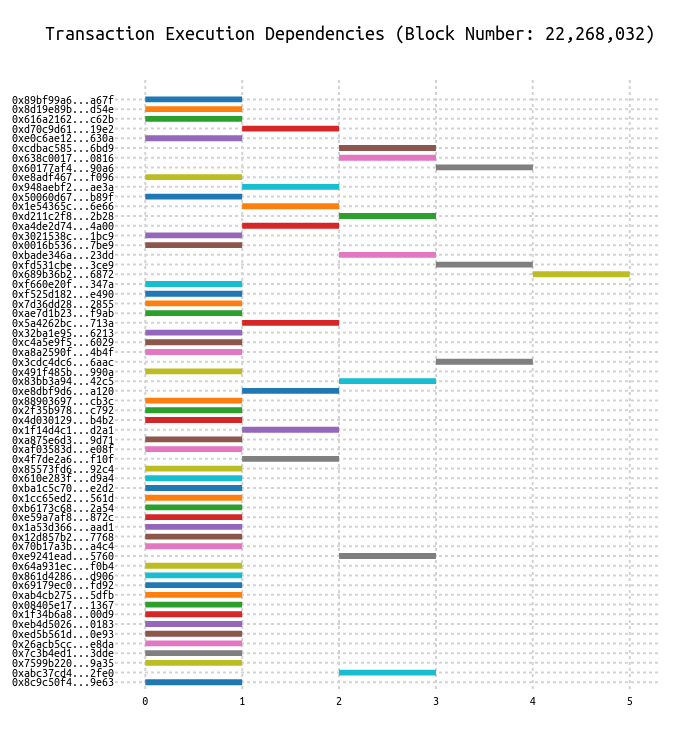 Transaction Execution Dependencies (Block Number: 22,268,032)
0x89bf99a6...a67f
0x8d19e89b...d54e
0x616a2162...c62b
0xd70c9d61...19e2
0xe0c6ae12...630a
0xcdbac585...6bd9
0x638c0017...0816
0x60177af4...90a6
0xe8adf467...f096
0x948aebf2...ae3a
0x50060d67...b89f
0x1e54365c...6e66
0xd211c2f8...2b28
0xa4de2d74...4a00
0x3021538c...1bc9
0x0016b536...7be9
0xbade346a...23dd
0xfd531cbe...3ce9
0x689b36b2...6872
0xf660e20f...347a
0xf525d182...e490
0x7d36dd28...2855
0xae7d1b23...f9ab
0x5a4262bc...713a
0x32ba1e95...6213
0xc4a5e9f5...6029
0xa8a2590f...4b4f
0x3cdc4dc6...6aac
0x491f485b...990a
0x83bb3a94...42c5
0xe8dbf9d6...a120
0x88903697...cb3c
0x2f35b978...c792
0x4d030129...b4b2
0x1f14d4c1...d2a1
0xa875e6d3...9d71
0xaf03583d...e08f
0x4f7de2a6...f10f
0x85573fd6...92c4
0x610e283f...d9a4
0xba1c5c70...e2d2
0x1cc65ed2...561d
0xb6173c68...2a54
0xe59a7af8...872c
0x1a53d366...aad1
0x12d857b2...7768
0x70b17a3b...a4c4
0xe9241ead...5760
0x64a931ec...f0b4
0x861d4286...d906
0x69179ec0...fd92
0xab4cb275...5dfb
0x08405e17...1367
0x1f34b6a8...00d9
0xeb4d5026...0183
0xed5b561d...0e93
0x26acb5cc...e8da
0x7c3b4ed1...3dde
0x7599b220...9a35
0xabc37cd4...2fe0
0x8c9c50f4...9e63
0 1 2 3 4 5